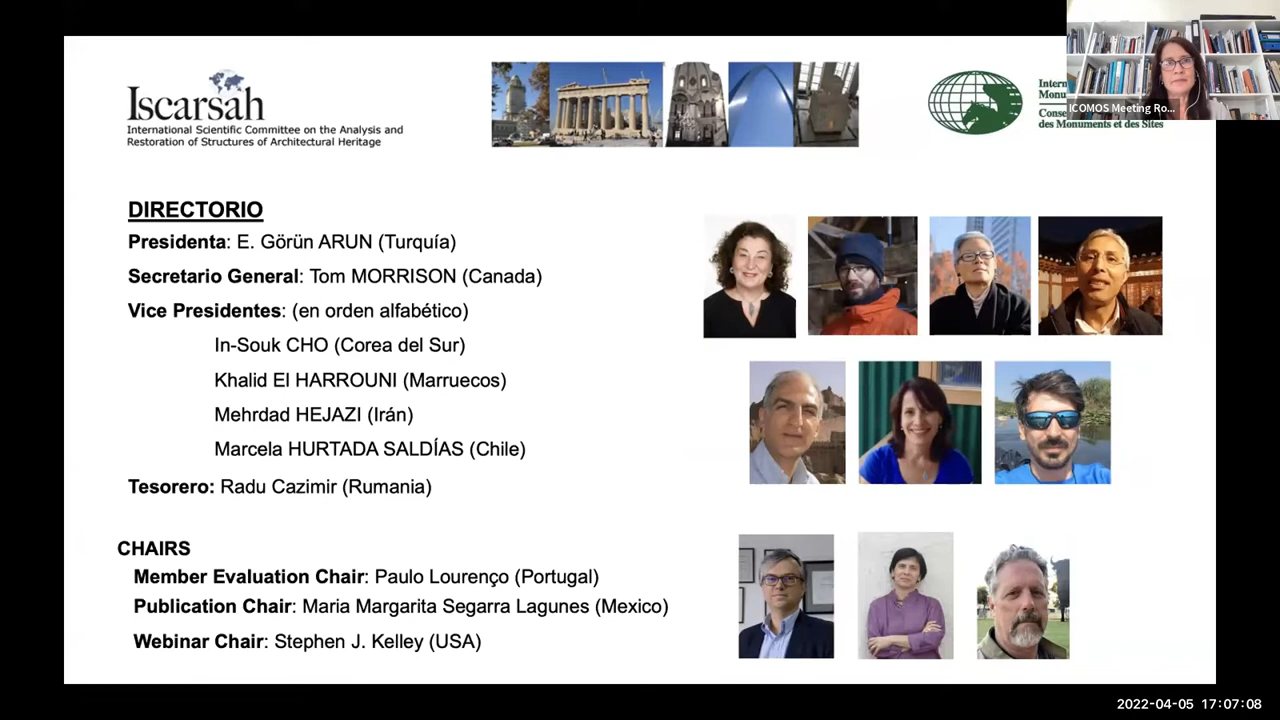 Iscarsah
International Scientific Committee on the Analysis and
Restoration of Structures of Architectural Heritage
Monu
Conse
des Monuments et des Sites
ICOMOS Meeting Ro...
DIRECTORIO
Presidenta: E. Görün ARUN (Turquía)
Secretario General: Tom MORRISON (Canada)
Vice Presidentes: (en orden alfabético)
In-Souk CHO (Corea del Sur)
Khalid El HARROUNI (Marruecos)
Mehrdad HEJAZI (Irán)
Marcela HURTADA SALDÍAS (Chile)
Tesorero: Radu Cazimir (Rumania)
CHAIRS
Member Evaluation Chair: Paulo Lourenço (Portugal)
Publication Chair: Maria Margarita Segarra Lagunes (Mexico)
Webinar Chair: Stephen J. Kelley (USA)
2022-04-05 17:07:08